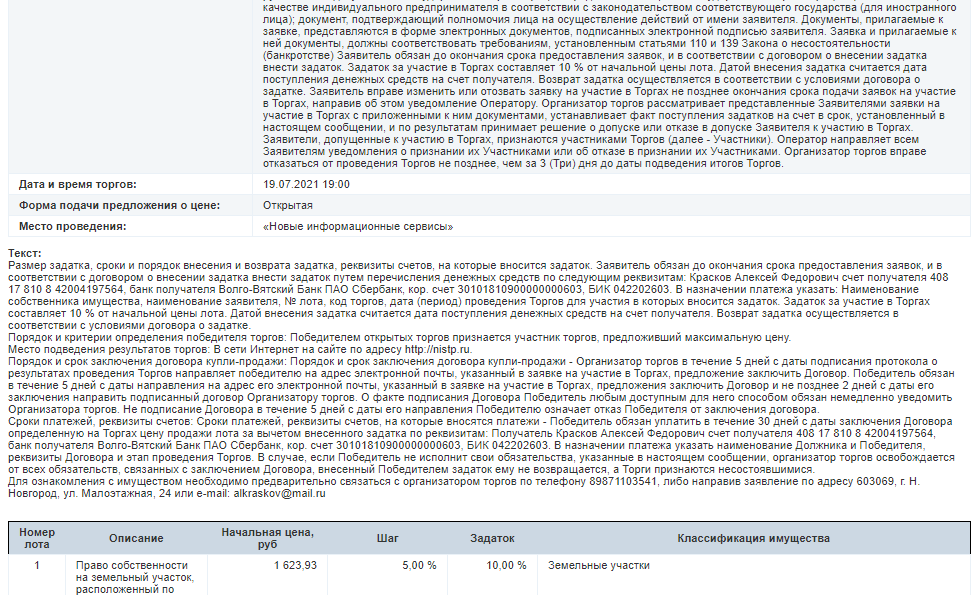 качестве индивидуального предпринимателя в соответствии с законодательством соответствующего государства (для иностранного
лица); документ, подтверждающий полномочия лица на осуществление действий от имени заявителя. Документы, прилагаемые к
заявке, представляются в форме электронных документов, подписанных электронной подписью заявителя. Заявка и прилагаемые к
ней документы, должны соответствовать требованиям, установленным статьями 110 и 139 Закона о несостоятельности
(банкротстве) Заявитель обязан до окончания срока предоставления заявок, и в соответствии с договором о внесении задатка
внести задаток. Задаток за участие в Торгах составляет 10 % от начальной цены лота. Датой внесения задатка считается дата
поступления денежных средств на счет получателя. Возврат задатка осуществляется в соответствии с условиями договора о
задатке. Заявитель вправе изменить или отозвать заявку на участие в Торгах не позднее окончания срока подачи заявок на участие
в Торгах, направив об этом уведомление Оператору. Организатор торгов рассматривает представленные Заявителями заявки на
участие в Торгах с приложенными к ним документами, устанавливает факт поступления задатков на счет в срок, установленный в
настоящем сообщении, и по результатам принимает решение о допуске или отказе в допуске Заявителя к участию в Торгах.
Заявители, допущенные к участию в Торгах, признаются участниками Торгов (далее - Участники). Оператор направляет всем
Заявителям уведомления о признании их Участниками или об отказе в признании их Участниками. Организатор торгов вправе
отказаться от проведения Торгов не позднее, чем за 3 (Три) дня до даты подведения итогов Торгов.
Дата и время торгов: 19.07.2021 19:00
Форма подачи предложения о цене: Открытая
Место проведения: «Новые информационные сервисы»
Текст:
Размер задатка, сроки и порядок внесения и возврата задатка, реквизиты счетов, на которые вносится задаток. Заявитель обязан до окончания срока предоставления заявок, и в
соответствии с договором о внесении задатка внести задаток путем перечисления денежных средств по следующим реквизитам: Красков Алексей Федорович счет получателя 408
17 810 8 42004197564, банк получателя Волго-Вятский Банк ПАО Сбербанк, кор. счет 30101810900000000603, БИК 042202603. В назначении платежа указать: Наименование
собственника имущества, наименование заявителя, № лота, код торгов, дата (период) проведения Торгов для участия в которых вносится задаток. Задаток за участие в Торгах
составляет 10 % от начальной цены лота. Датой внесения задатка считается дата поступления денежных средств на счет получателя. Возврат задатка осуществляется в
соответствии с условиями договора о задатке.
Порядок и критерии определения победителя торгов: Победителем открытых торгов признается участник торгов, предложивший максимальную цену.
Место подведения результатов торгов: В сети Интернет на сайте по адресу http://nistp.ru.
Порядок и срок заключения договора купли-продажи: Порядок и срок заключения договора купли-продажи - Организатор торгов в течение 5 дней с даты подписания протокола о
результатах проведения Торгов направляет победителю на адрес электронной почты, указанный в заявке на участие в Торгах, предложение заключить Договор. Победитель обязан
в течение 5 дней с даты направления на адрес его электронной почты, указанный в заявке на участие в Торгах, предложения заключить Договор и не позднее 2 дней с даты его
заключения направить подписанный договор Организатору торгов. О факте подписания Договора Победитель любым доступным для него способом обязан немедленно уведомить
Организатора торгов. Не подписание Договора в течение 5 дней с даты его направления Победителю означает отказ Победителя от заключения договора.
Сроки платежей, реквизиты счетов: Сроки платежей, реквизиты счетов, на которые вносятся платежи - Победитель обязан уплатить в течение 30 дней с даты заключения Договора
определенную на Торгах цену продажи лота за вычетом внесенного задатка по реквизитам: Получатель Красков Алексей Федорович счет получателя 408 17 810 8 42004197564,
банк получателя Волго-Вятский Банк ПАО Сбербанк, кор. счет 30101810900000000603, БИК 042202603. В назначении платежа указать наименование Должника и Победителя,
реквизиты Договора и этап проведения Торгов. В случае, если Победитель не исполнит свои обязательства, указанные в настоящем сообщении, организатор торгов освобождается
от всех обязательств, связанных с заключением Договора, внесенный Победителем задаток ему не возвращается, а Торги признаются несостоявшимися.
Для ознакомления с имуществом необходимо предварительно связаться с организатором торгов по телефону 89871103541, либо направив заявление по адресу 603069, г. Н.
Новгород, ул. Малоэтажная, 24 или e-mail: alkraskov@mail.ru
Номер лота Описание Начальная цена, руб Шаг Задаток Классификация имущества
1 Право собственности 1 623,93 5,00 % 10,00 % Земельные участки
на земельный участок,
расположенный по